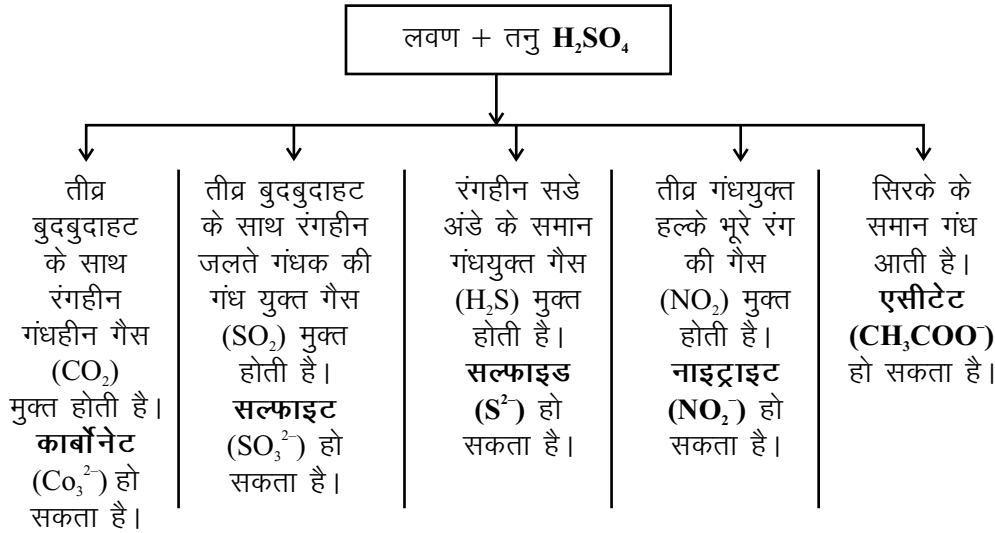 लवण + तनु H₂SO₄
तीव्र
बुदबुदाहट
के साथ
रंगहीन
गंधहीन गैस
(CO₂)
मुक्त होती है।
कार्बोनेट
(Co₃²⁻) हो
सकता है।
तीव्र बुदबुदाहट
के साथ रंगहीन
जलते गंधक की
गंध युक्त गैस
(SO₂) मुक्त
होती है।
सल्फाइट
(SO₃²⁻) हो
सकता है।
रंगहीन सडे
अंडे के समान
गंधयुक्त गैस
(H₂S) मुक्त
होती है।
सल्फाइड
(S²⁻) हो
सकता है।
तीव्र गंधयुक्त
हल्के भूरे रंग
की गैस
(NO₂) मुक्त
होती है।
नाइट्राइट
(NO₂⁻) हो
सकता है।
सिरके के
समान गंध
आती है।
एसीटेट
(CH₃COO⁻)
हो सकता है।